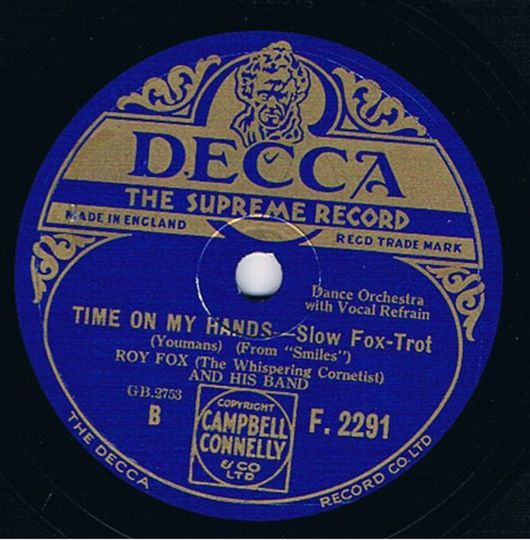 DECCA
THE SUPREME RECORD
MADE IN ENGLAND
REGD TRADE MARK
Dance Orchestra
with Vocal Refrain
TIME ON MY HANDS—Slow Fox-Trot
(Youmans) (From "Smiles")
ROY FOX (The Whispering Cornetist)
AND HIS BAND
GB.2753
B
COPYRIGHT
CAMPBELL
CONNELLY
& CO
LTD
F. 2291
THE DECCA RECORD CO. LTD